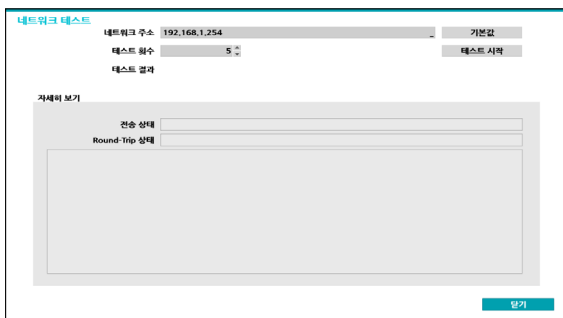 네트워크 테스트
네트워크 주소 192,168,1,254 기본값
테스트 횟수 5 테스트 시작
테스트 결과
자세히 보기
전송 상태
Round-Trip 상태
닫기